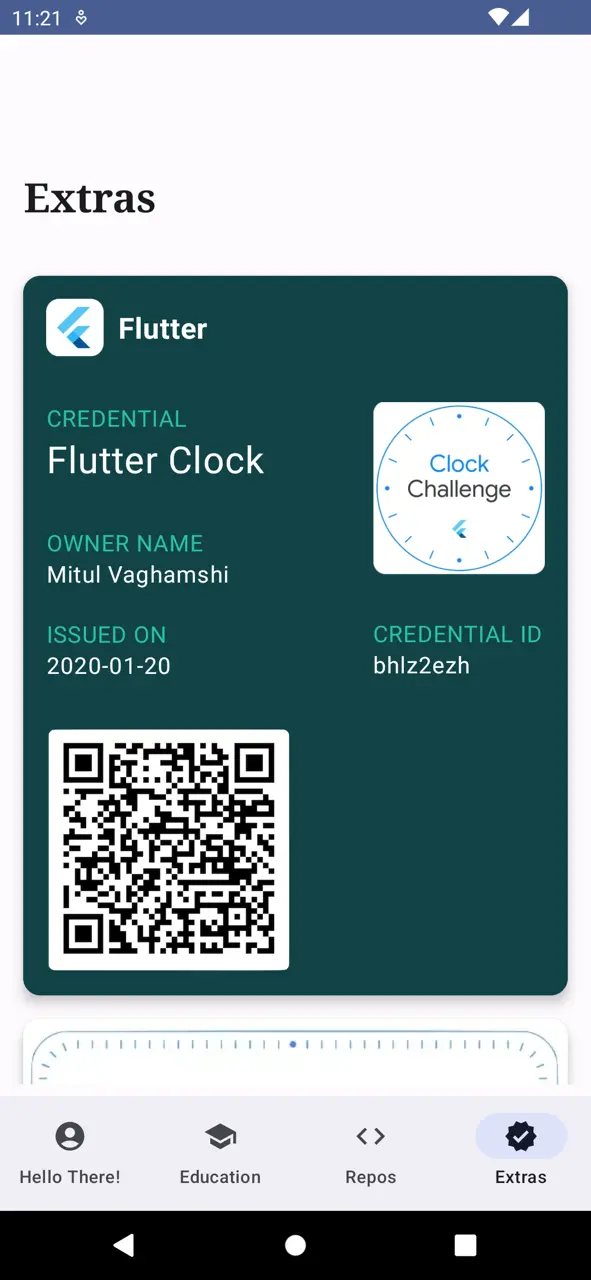 11:21
Extras
Flutter
CREDENTIAL
Flutter Clock
Clock
Challenge
OWNER NAME
Mitul Vaghamshi
ISSUED ON
2020-01-20
CREDENTIAL ID
bhlz2ezh
Hello There!
Education
Repos
Extras